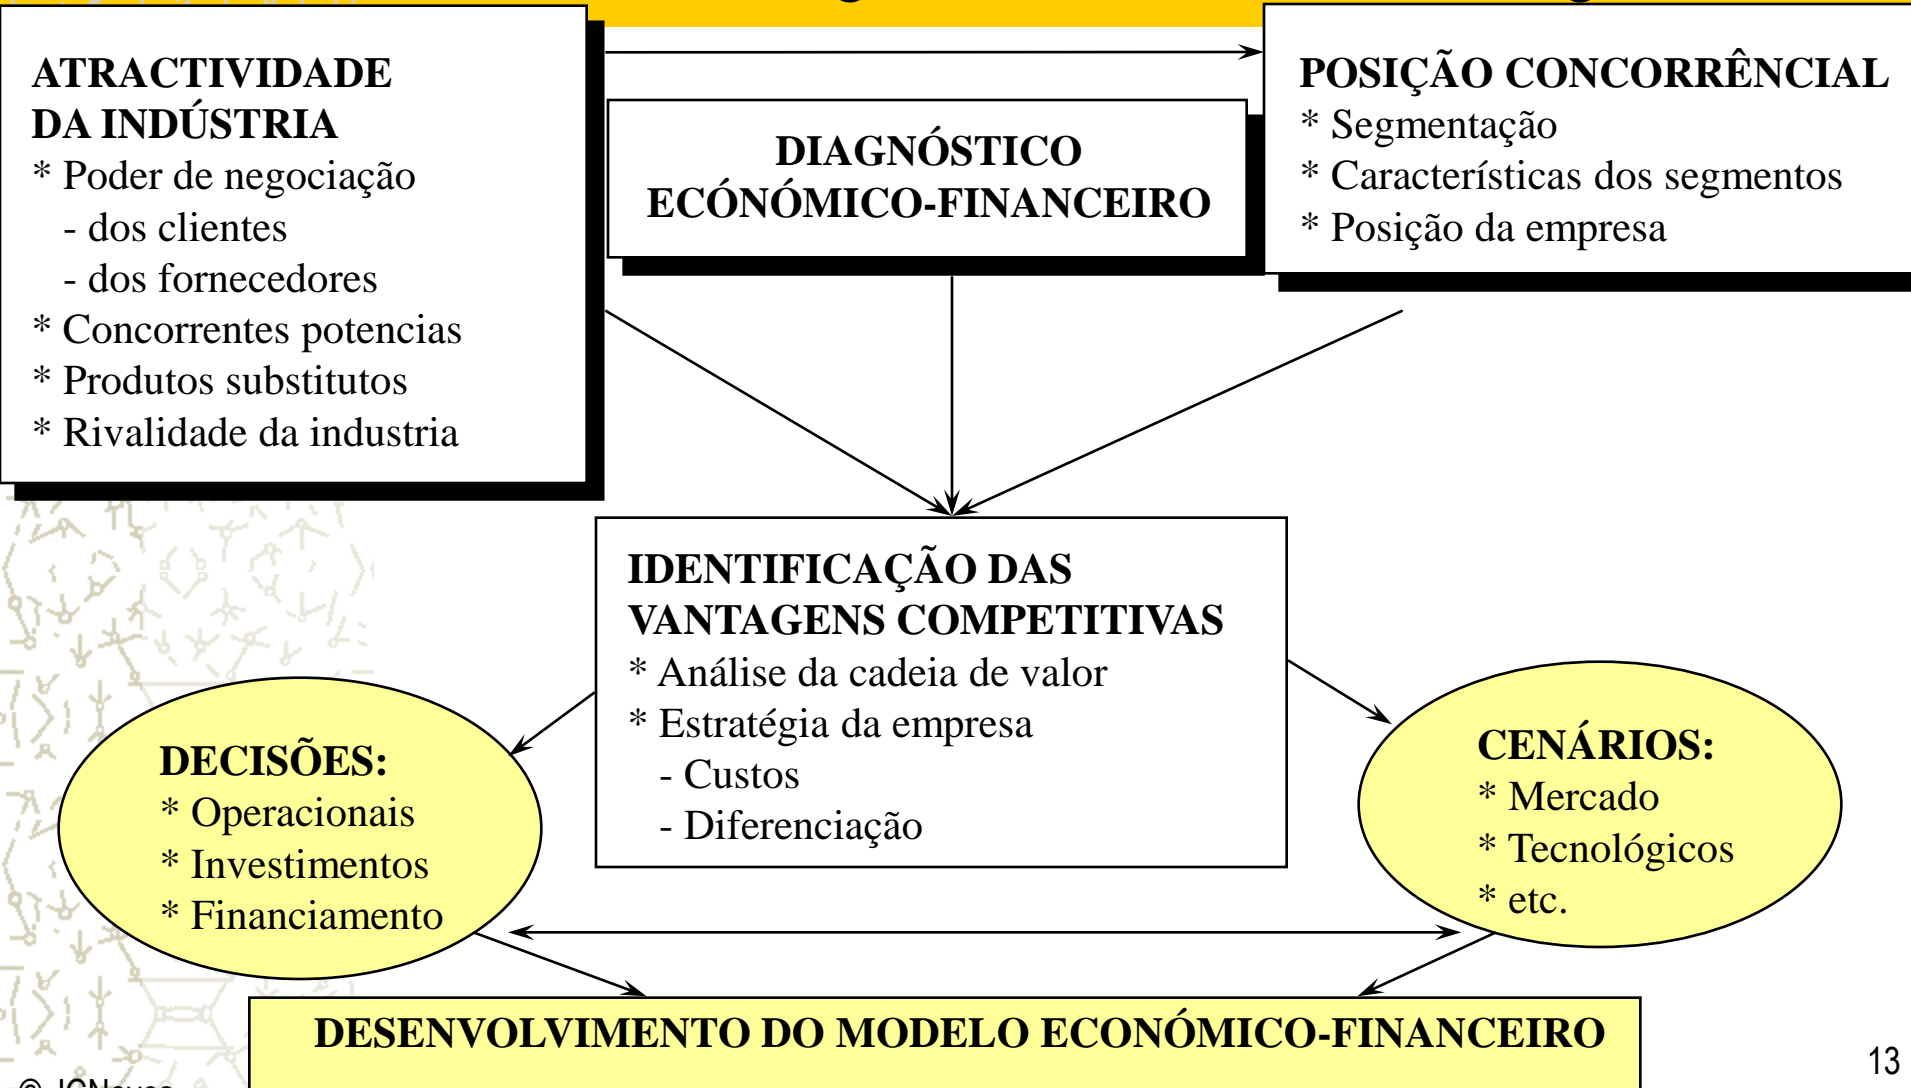 ATRACTIVIDADE
DA INDÚSTRIA
* Poder de negociação
- dos clientes
- dos fornecedores
* Concorrentes potencias
* Produtos substitutos
* Rivalidade da industria
DIAGNÓSTICO
ECÓNÓMICO-FINANCEIRO
POSIÇÃO CONCORRÊNCIAL
* Segmentação
* Características dos segmentos
* Posição da empresa
IDENTIFICAÇÃO DAS
VANTAGENS COMPETITIVAS
* Análise da cadeia de valor
* Estratégia da empresa
- Custos
- Diferenciação
DECISÕES:
* Operacionais
* Investimentos
* Financiamento
CENÁRIOS:
* Mercado
* Tecnológicos
* etc.
DESENVOLVIMENTO DO MODELO ECONÓMICO-FINANCEIRO
13